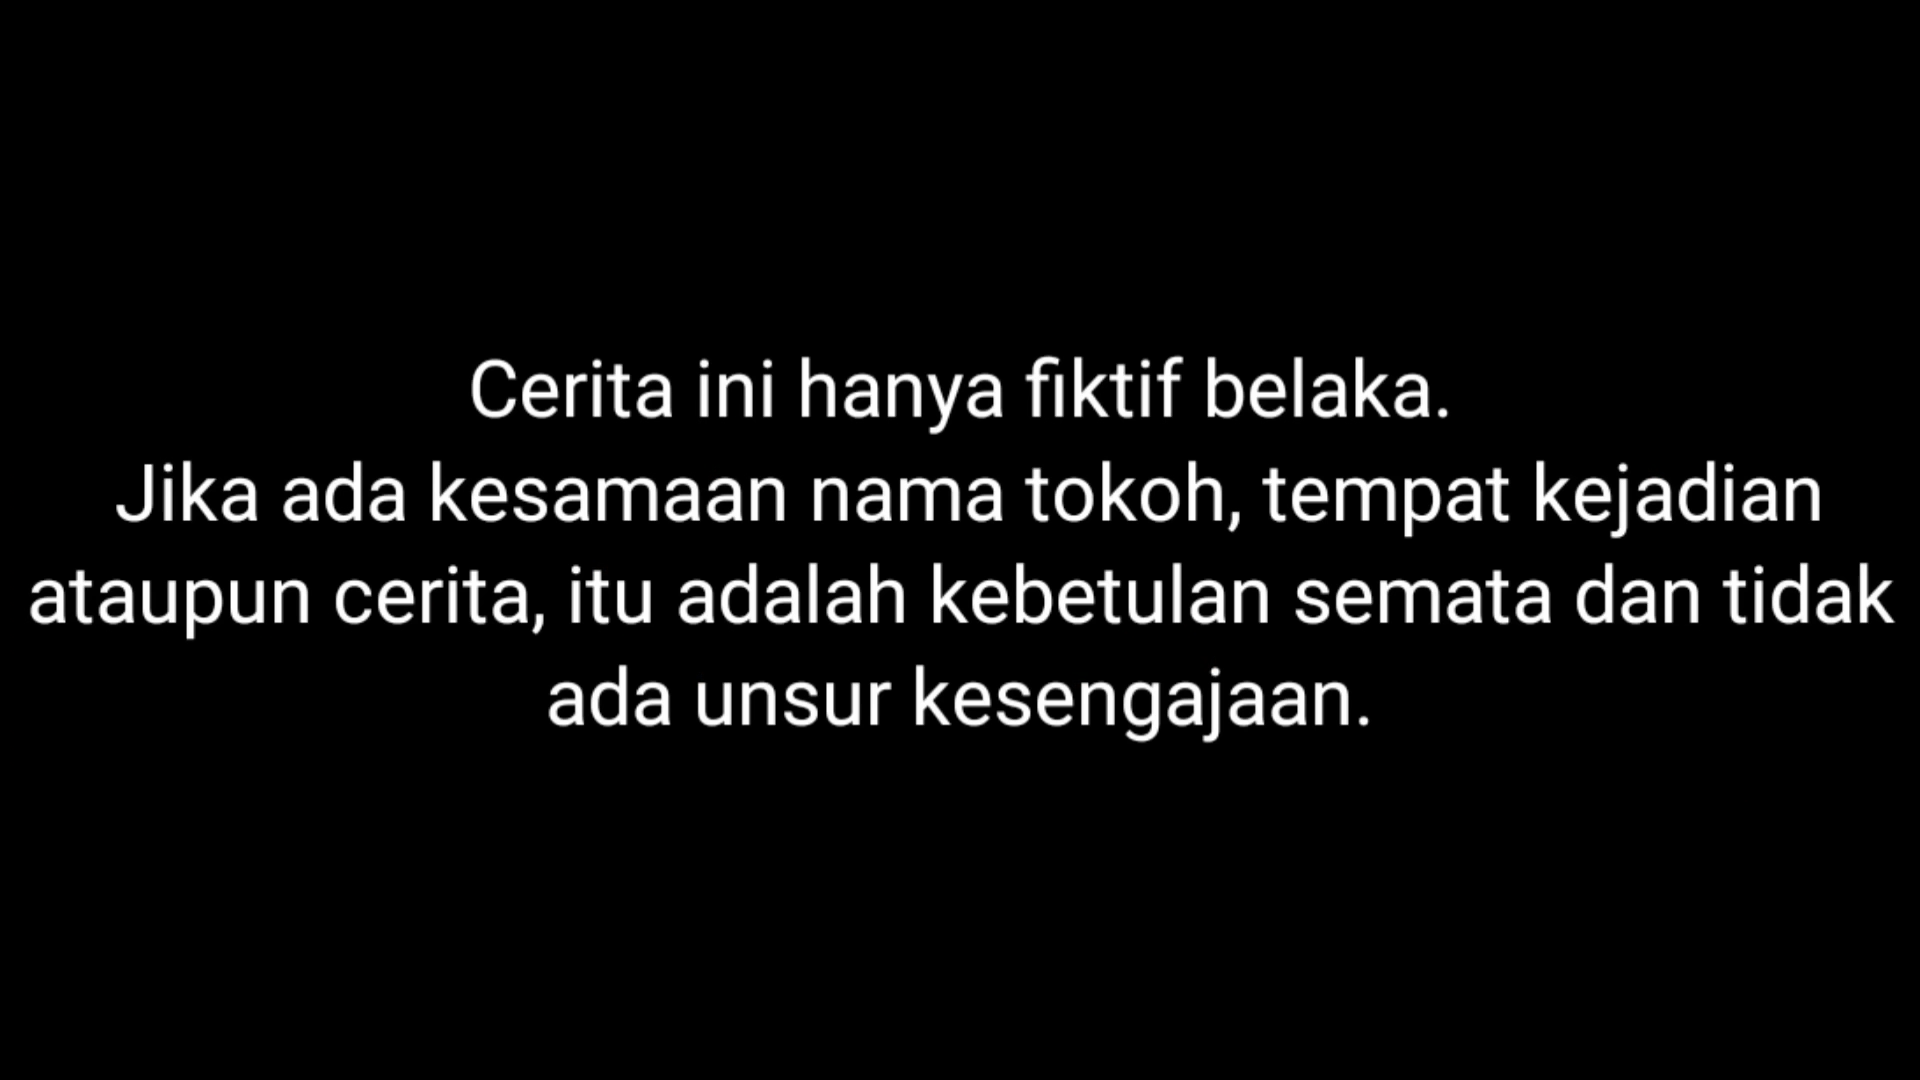 Cerita ini hanya fiktif belaka.
Jika ada kesamaan nama tokoh, tempat kejadian
ataupun cerita, itu adalah kebetulan semata dan tidak
ada unsur kesengajaan.